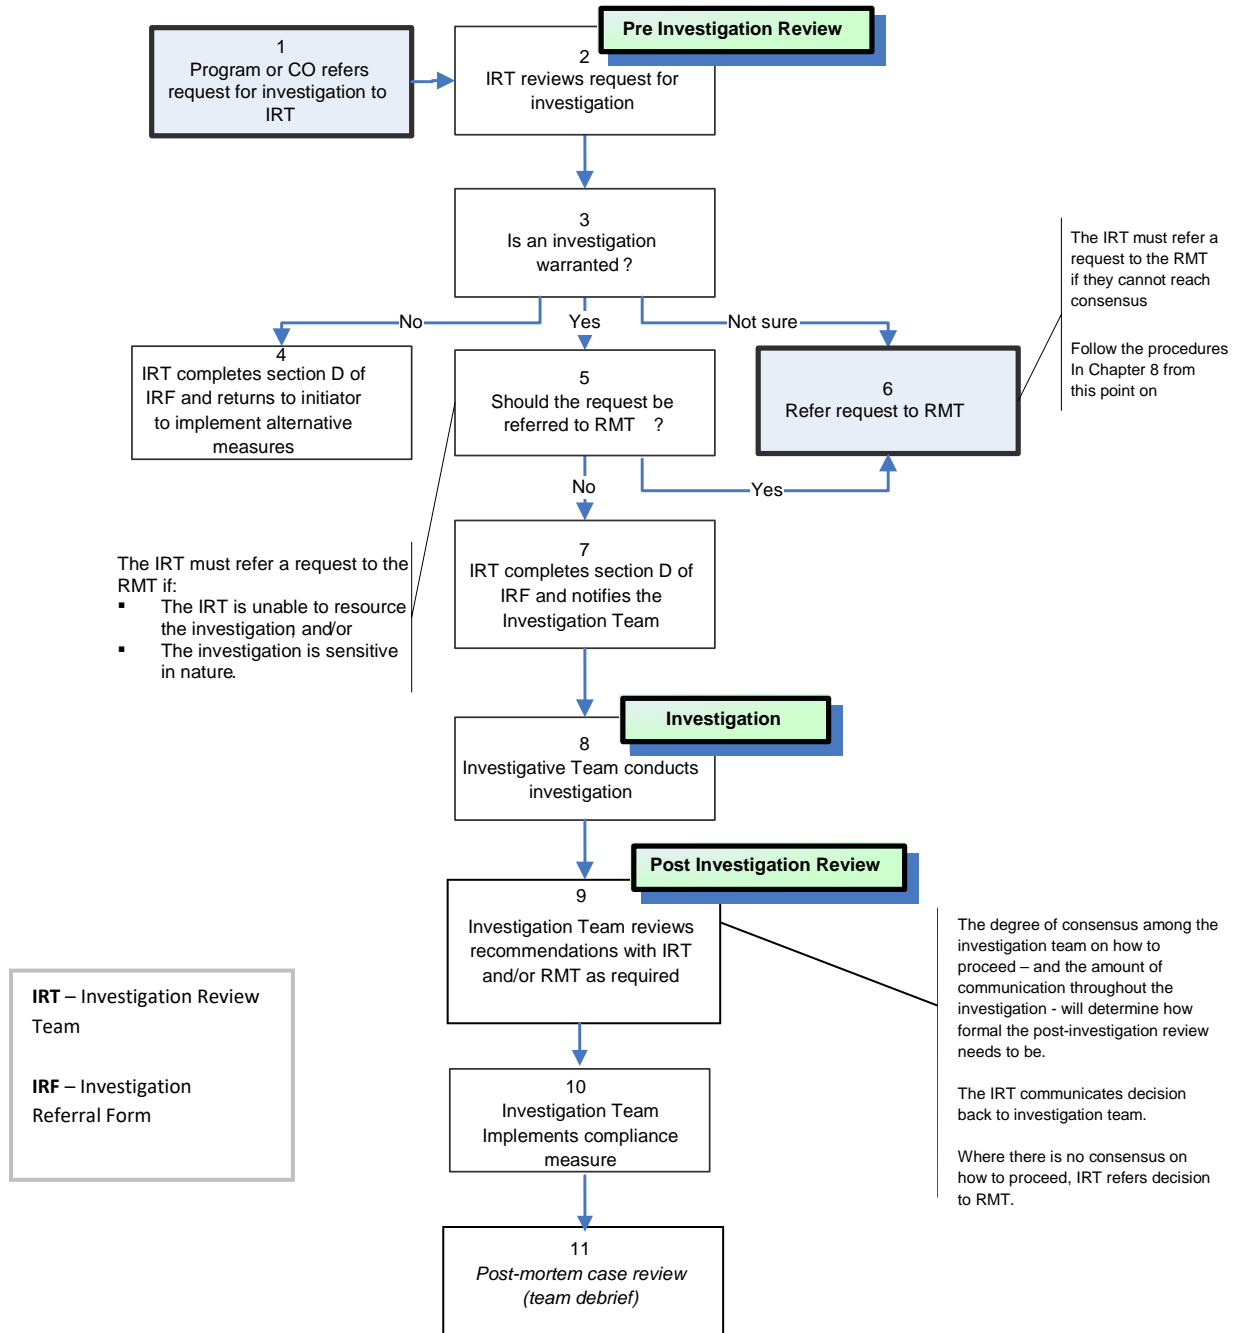 Pre Investigation Review
1
Program or CO refers
request for investigation to
IRT
2
IRT reviews request for
investigation
3
Is an investigation
warranted ?
No
Yes
Not sure
The IRT must refer a
request to the RMT
if they cannot reach
consensus
Follow the procedures
In Chapter 8 from
this point on
4
IRT completes section D of
IRF and returns to initiator
to implement alternative
measures
5
Should the request be
referred to RMT ?
6
Refer request to RMT
No
Yes
The IRT must refer a request to the
RMT if:
▪ The IRT is unable to resource
the investigation, and/or
▪ The investigation is sensitive
in nature.
7
IRT completes section D of
IRF and notifies the
Investigation Team
Investigation
8
Investigative Team conducts
investigation
Post Investigation Review
9
Investigation Team reviews
recommendations with IRT
and/or RMT as required
The degree of consensus among the
investigation team on how to
proceed – and the amount of
communication throughout the
investigation - will determine how
formal the post-investigation review
needs to be.
The IRT communicates decision
back to investigation team.
Where there is no consensus on
how to proceed, IRT refers decision
to RMT.
IRT – Investigation Review
Team
IRF – Investigation
Referral Form
10
Investigation Team
Implements compliance
measure
11
Post-mortem case review
(team debrief)